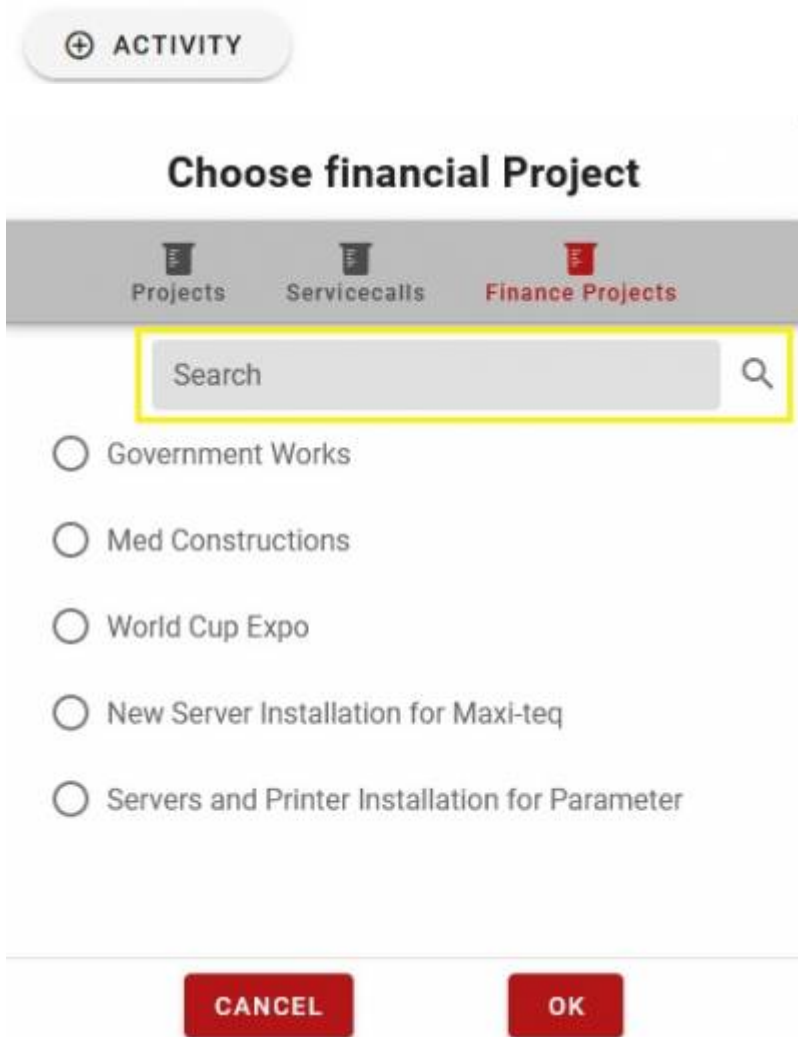 ACTIVITY
Choose financial Project
Projects Servicecalls Finance Projects
Search
Government Works
Med Constructions
World Cup Expo
New Server Installation for Maxi-teq
Servers and Printer Installation for Parameter
CANCEL OK